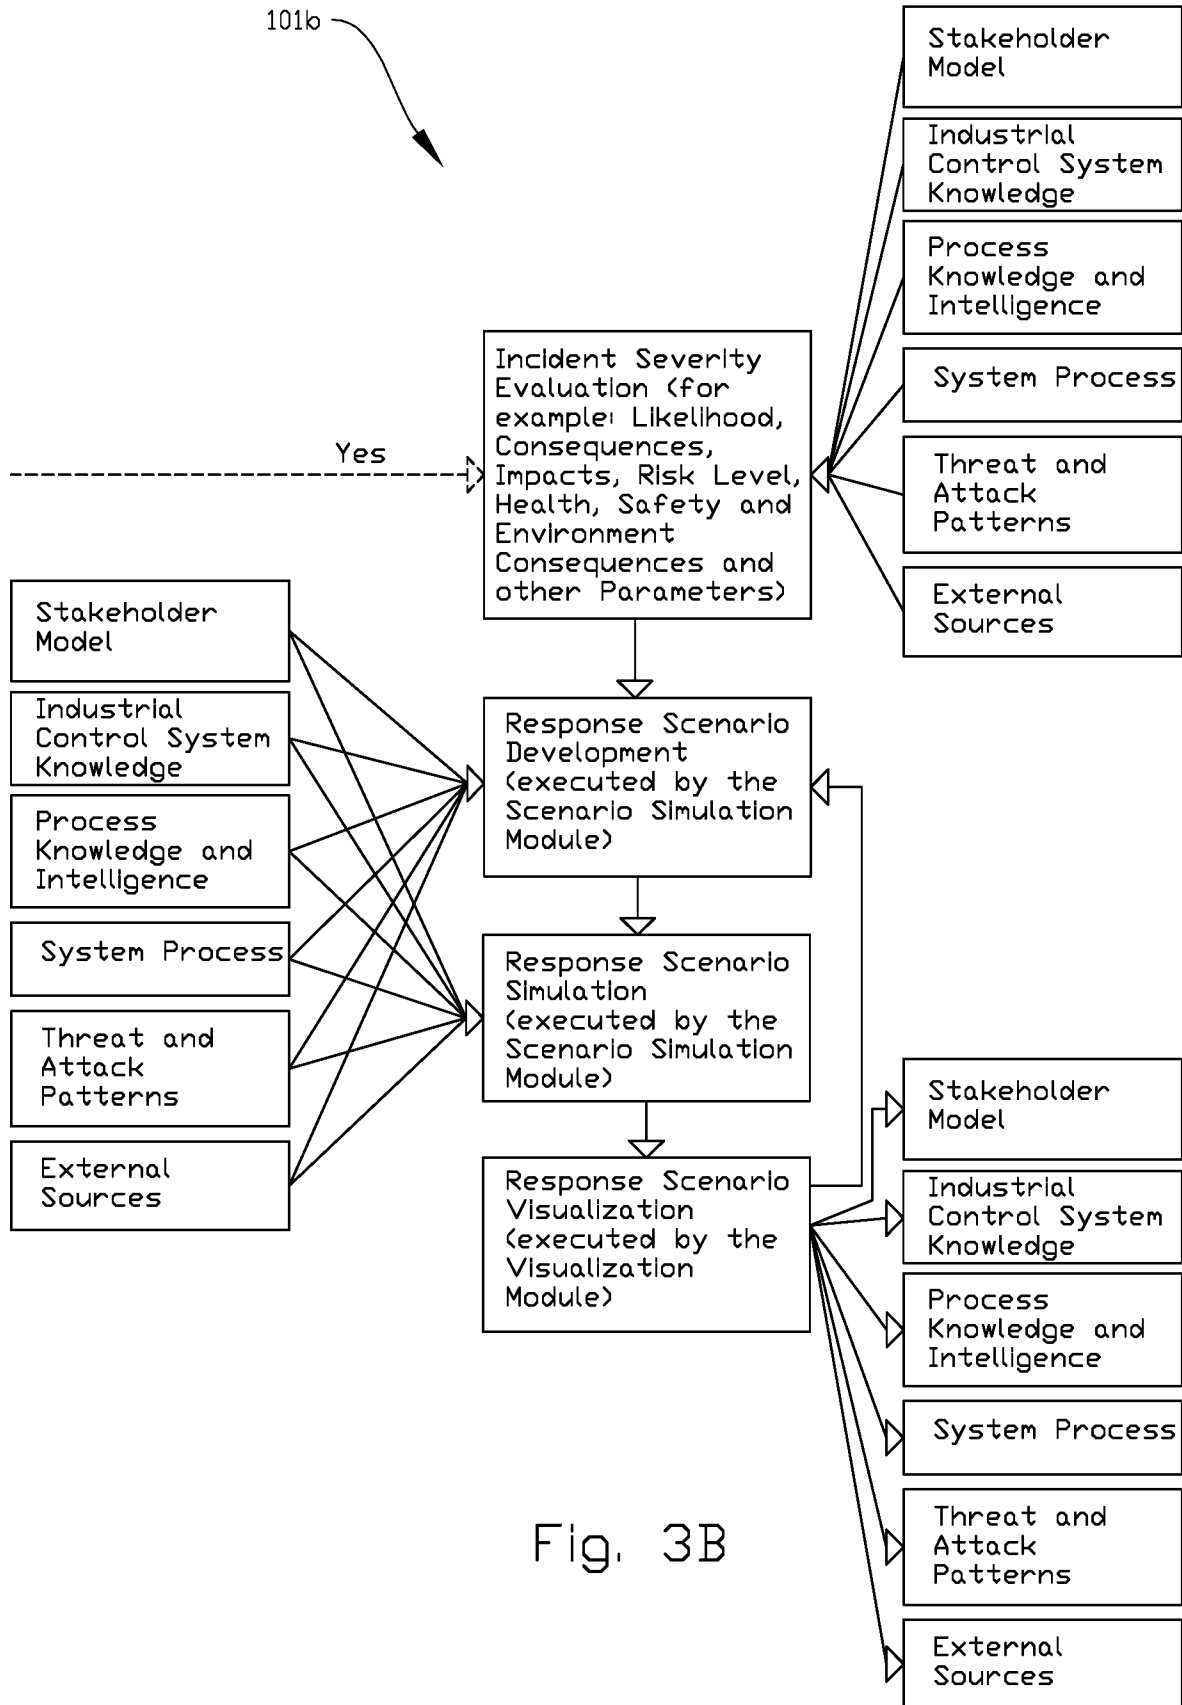 101b
Stakeholder
Model
Industrial
Control System
Knowledge
Process
Knowledge and
Intelligence
System Process
Threat and
Attack
Patterns
External
Sources
Yes
Incident Severity
Evaluation (for
example: Likelihood,
Consequences,
Impacts, Risk Level,
Health, Safety and
Environment
Consequences and
other Parameters)
Stakeholder
Model
Industrial
Control System
Knowledge
Process
Knowledge and
Intelligence
System Process
Threat and
Attack
Patterns
External
Sources
Response Scenario
Development
(executed by the
Scenario Simulation
Module)
Response Scenario
Simulation
(executed by the
Scenario Simulation
Module)
Response Scenario
Visualization
(executed by the
Visualization
Module)
Stakeholder
Model
Industrial
Control System
Knowledge
Process
Knowledge and
Intelligence
System Process
Threat and
Attack
Patterns
External
Sources
Fig. 3B